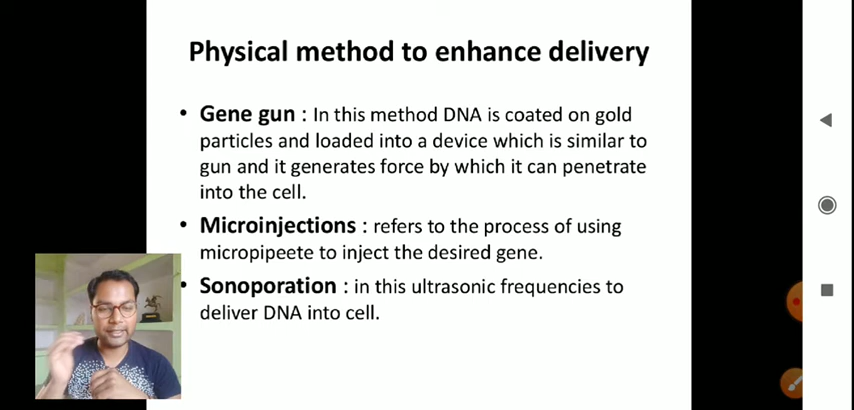 Physical method to enhance delivery
• Gene gun : In this method DNA is coated on gold
particles and loaded into a device which is similar to
gun and it generates force by which it can penetrate
into the cell.
• Microinjections : refers to the process of using
micropipeete to inject the desired gene.
• Sonoporation : in this ultrasonic frequencies to
deliver DNA into cell.